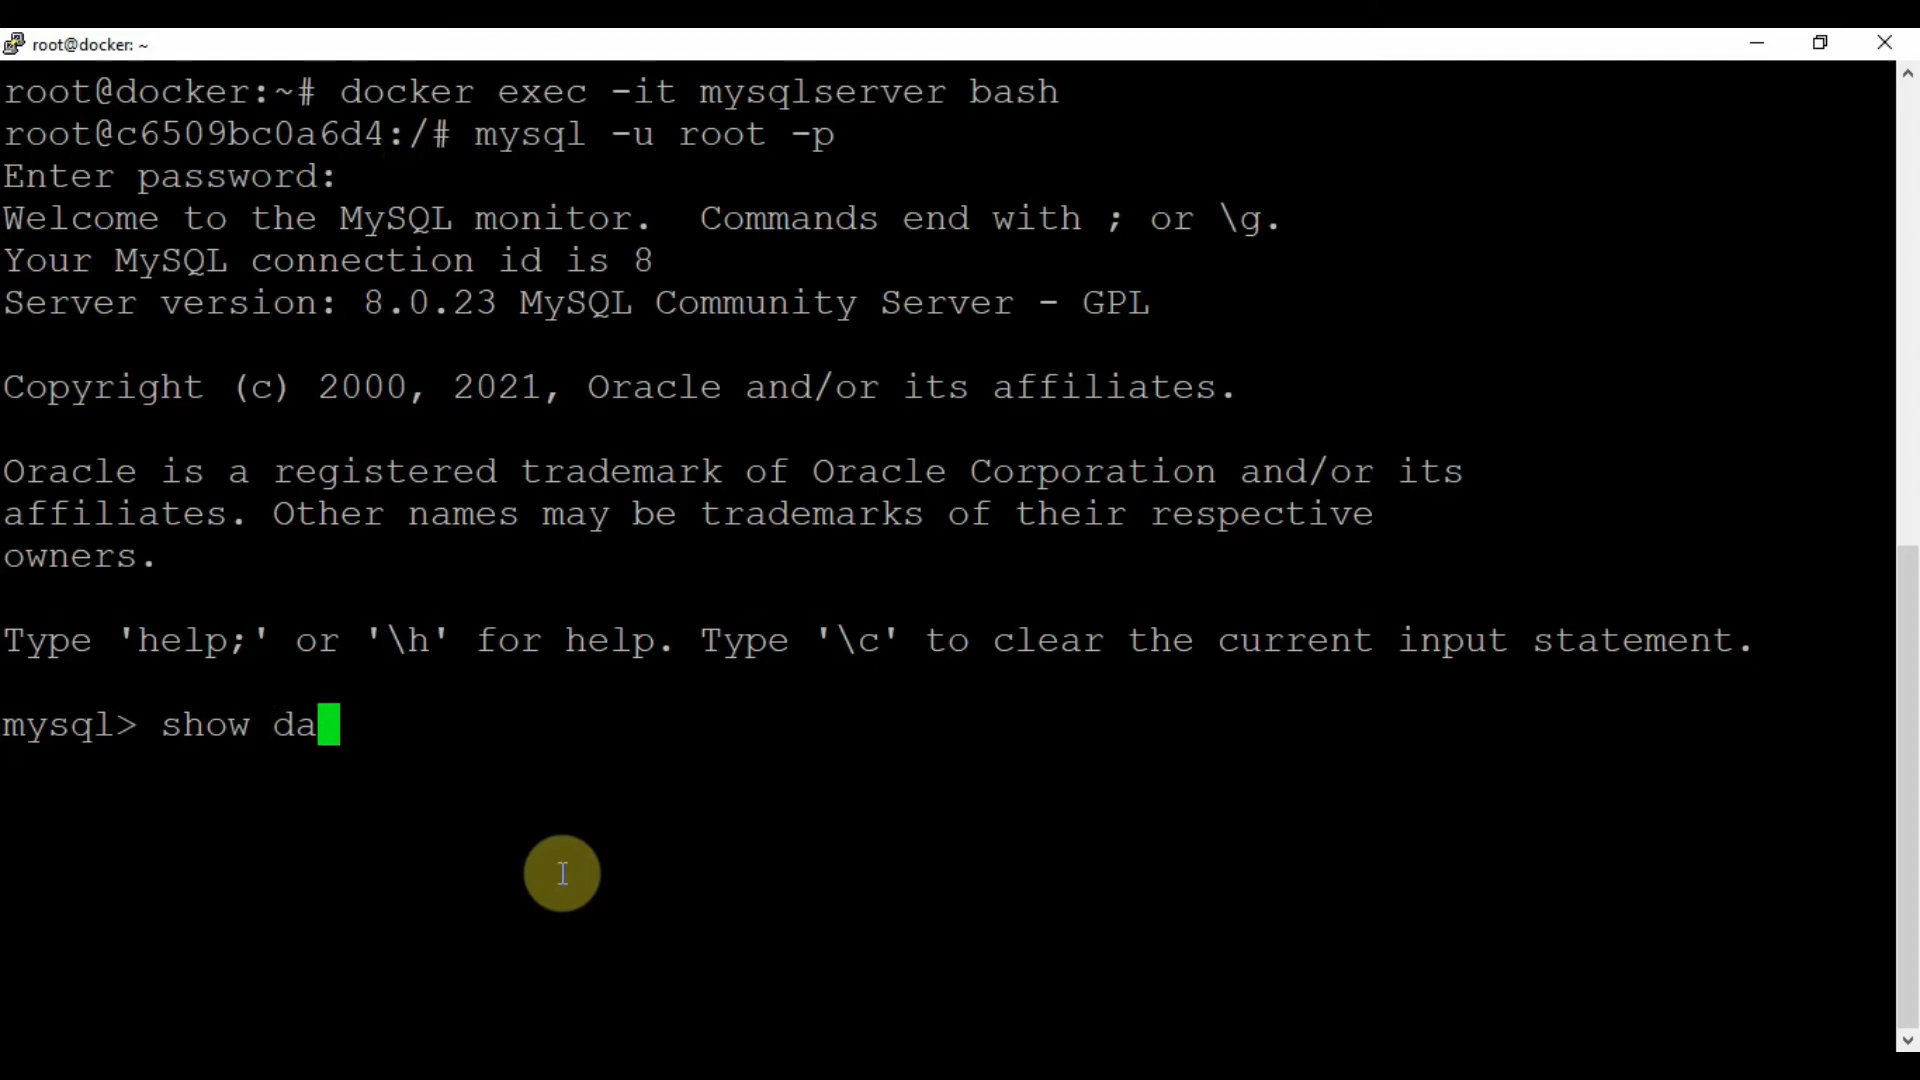 root@docker: ~
root@docker:~# docker exec -it mysqlserver bash
root@c6509bc0a6d4:/# mysql -u root -p
Enter password:
Welcome to the MySQL monitor.  Commands end with ; or \g.
Your MySQL connection id is 8
Server version: 8.0.23 MySQL Community Server - GPL
Copyright (c) 2000, 2021, Oracle and/or its affiliates.
Oracle is a registered trademark of Oracle Corporation and/or its
affiliates. Other names may be trademarks of their respective
owners.
Type 'help;' or '\h' for help. Type '\c' to clear the current input statement.
mysql> show da